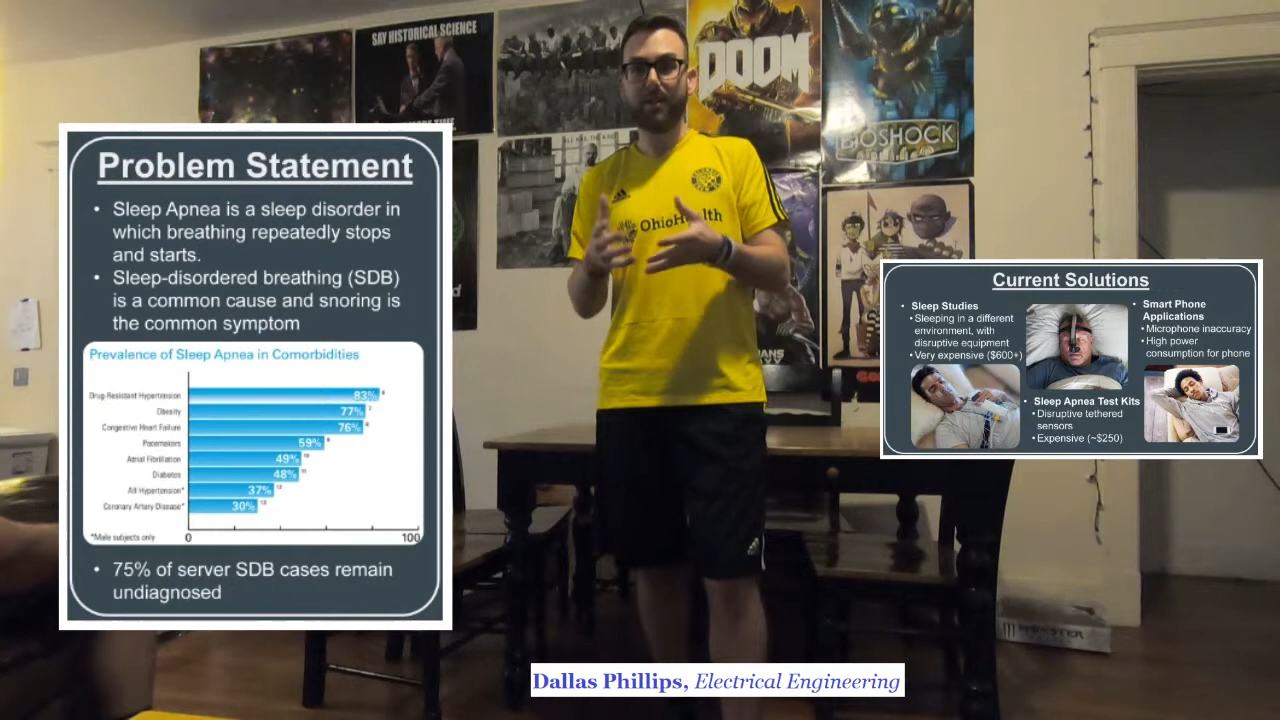 SAY HISTORICAL SCIENCE
DOOM
BIOSHOCK
OhioHealth
Problem Statement
• Sleep Apnea is a sleep disorder in
which breathing repeatedly stops
and starts.
• Sleep-disordered breathing (SDB)
is a common cause and snoring is
the common symptom
Prevalence of Sleep Apnea in Comorbidities
Drug-Resistant Hypertension 83%
Obesity 77%
Congestive Heart Failure 76%
Pacemakers 59%
Atrial Fibrillation 49%
Diabetes 48%
All Hypertension* 37%
Coronary Artery Disease* 30%
*Male subjects only 0 100
• 75% of server SDB cases remain
undiagnosed
Current Solutions
• Sleep Studies
• Sleeping in a different
environment, with
disruptive equipment
• Very expensive ($600+)
• Sleep Apnea Test Kits
• Disruptive tethered
sensors
• Expensive (~$250)
• Smart Phone
Applications
• Microphone inaccuracy
• High power
consumption for phone
MONSTER
Dallas Phillips, Electrical Engineering